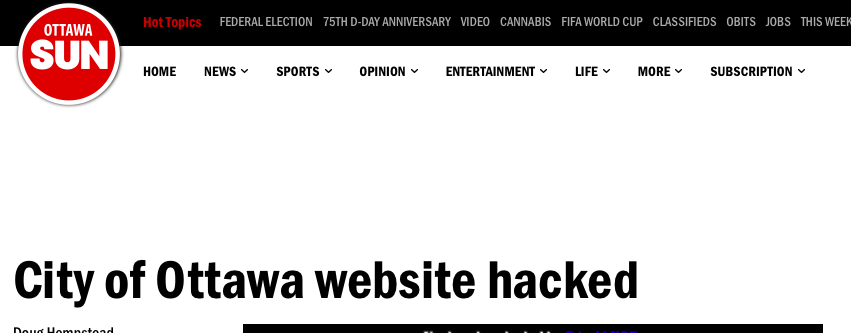 Hot Topics FEDERAL ELECTION 75TH D-DAY ANNIVERSARY VIDEO CANNABIS FIFA WORLD CUP CLASSIFIEDS OBITS JOBS THIS WEEK
OTTAWA
SUN
HOME NEWS SPORTS OPINION ENTERTAINMENT LIFE MORE SUBSCRIPTION
City of Ottawa website hacked
Doug Hempstead